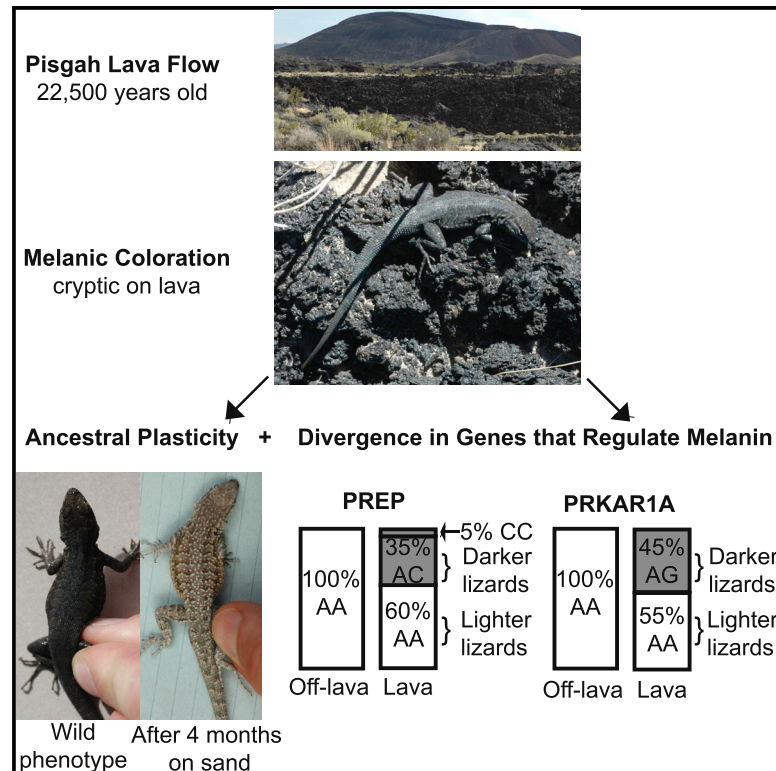 Pisgah Lava Flow
22,500 years old
Melanic Coloration
cryptic on lava
Ancestral Plasticity + Divergence in Genes that Regulate Melanin
Wild
phenotype
After 4 months
on sand
PREP
100%
AA
Off-lava
5% CC
35%
AC
60%
AA
Lava
Darker
lizards
Lighter
lizards
PRKAR1A
100%
AA
Off-lava
45%
AG
55%
AA
Lava
Darker
lizards
Lighter
lizards